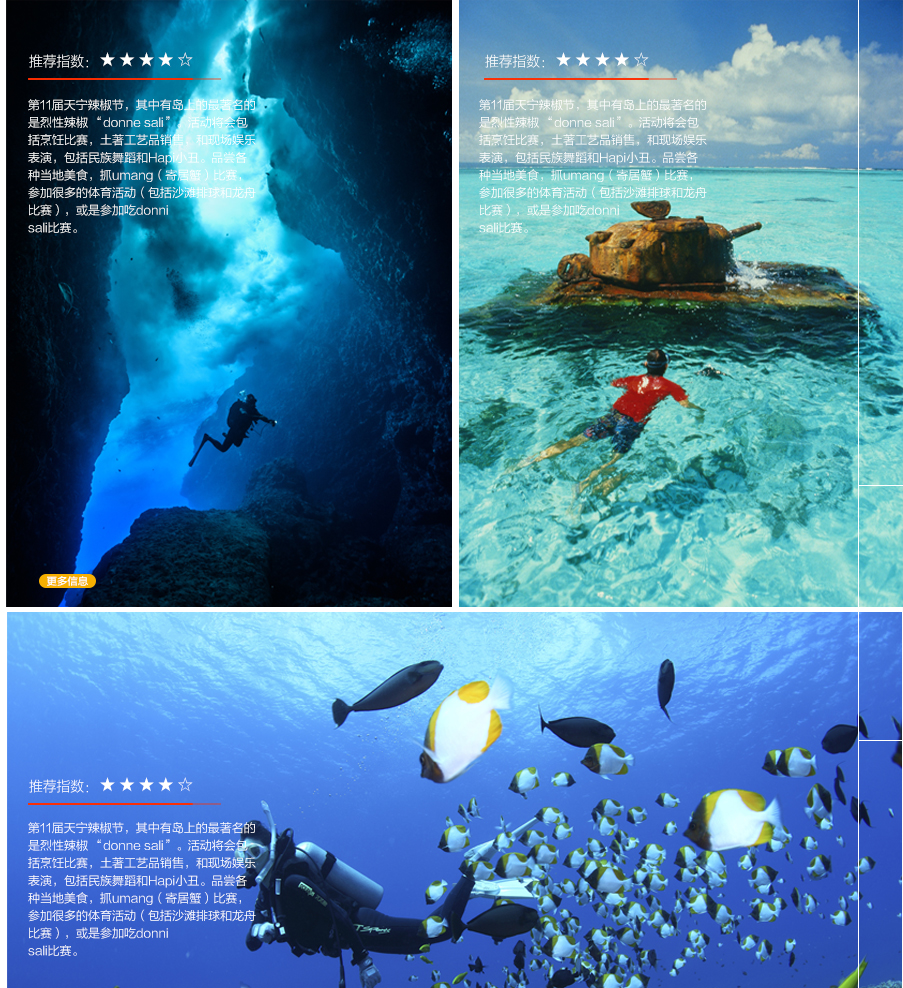 推荐指数：★★★★☆
第11届天宁辣椒节，其中有岛上的最著名的
是烈性辣椒 “donne sali”。活动将会包
括烹饪比赛，土著工艺品销售，和现场娱乐
表演，包括民族舞蹈和Hapi小丑。品尝各
种当地美食，抓umang（寄居蟹）比赛，
参加很多的体育活动（包括沙滩排球和龙舟
比赛），或是参加吃donni
sali比赛。
更多信息
推荐指数：★★★★☆
第11届天宁辣椒节，其中有岛上的最著名的
是烈性辣椒 “donne sali”。活动将会包
括烹饪比赛，土著工艺品销售，和现场娱乐
表演，包括民族舞蹈和Hapi小丑。品尝各
种当地美食，抓umang（寄居蟹）比赛，
参加很多的体育活动（包括沙滩排球和龙舟
比赛），或是参加吃donni
sali比赛。
推荐指数：★★★★☆
第11届天宁辣椒节，其中有岛上的最著名的
是烈性辣椒 “donne sali”。活动将会包
括烹饪比赛，土著工艺品销售，和现场娱乐
表演，包括民族舞蹈和Hapi小丑。品尝各
种当地美食，抓umang（寄居蟹）比赛，
参加很多的体育活动（包括沙滩排球和龙舟
比赛），或是参加吃donni
sali比赛。